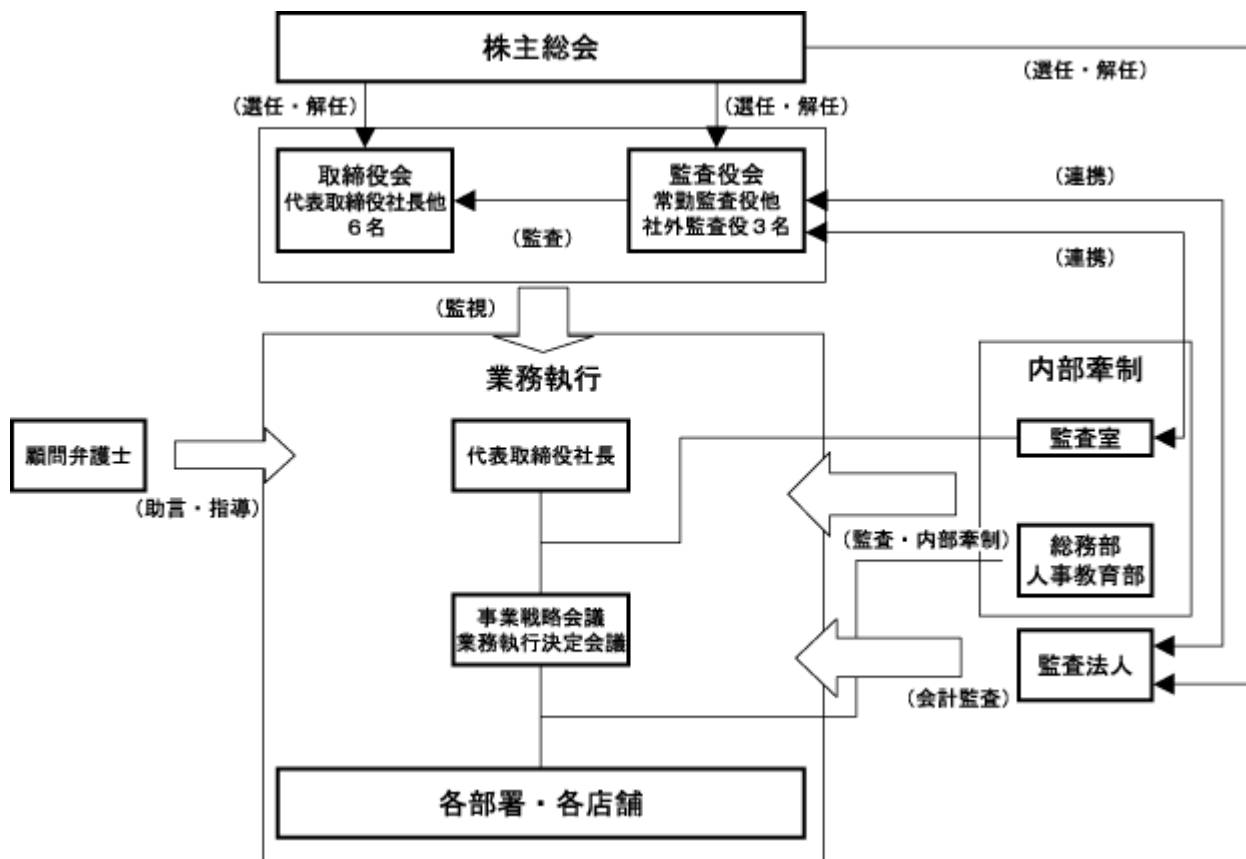 株主総会
(選任・解任)
(選任・解任)
(選任・解任)
取締役会
代表取締役社長他
6名
監査役会
常勤監査役他
社外監査役3名
(監査)
(連携)
(連携)
(監視)
業務執行
内部牽制
顧問弁護士
(助言・指導)
代表取締役社長
監査室
(監査・内部牽制)
総務部
人事教育部
事業戦略会議
業務執行決定会議
監査法人
(会計監査)
各部署・各店舗